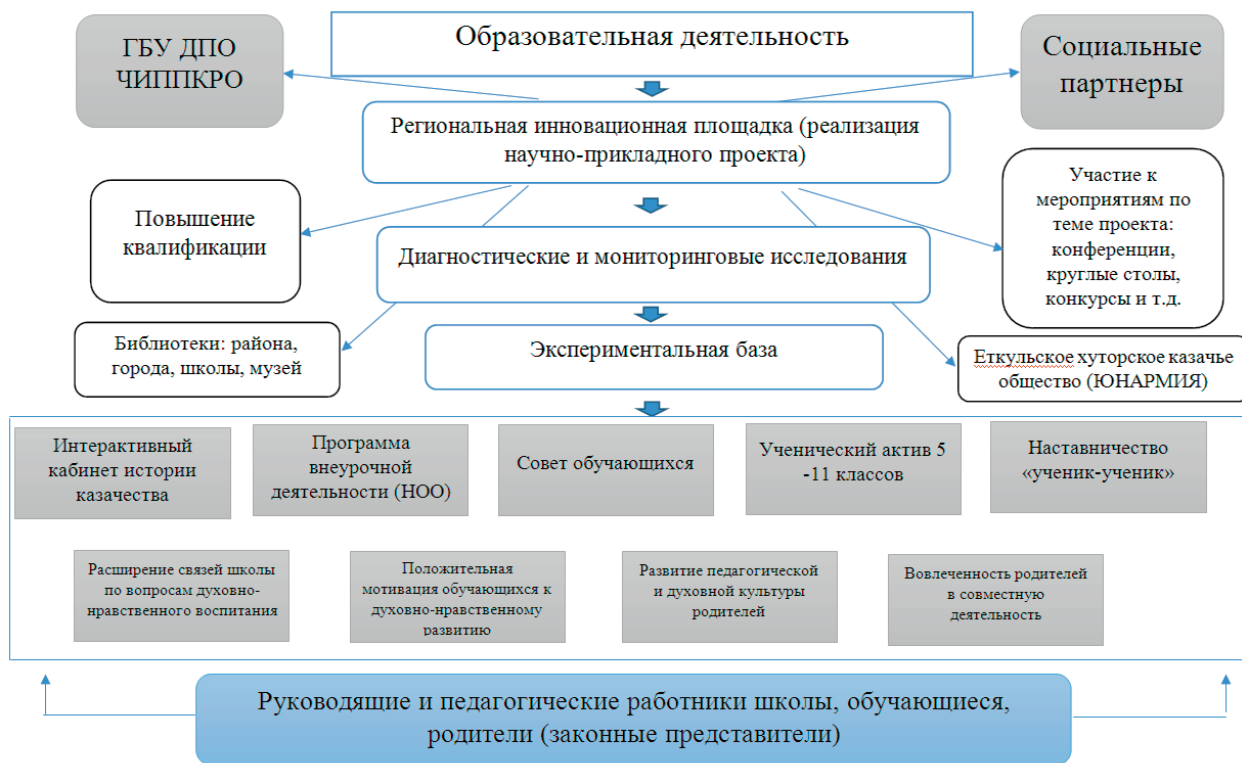 ГБУ ДПО
ЧИППКРО
Образовательная деятельность
Социальные
партнеры
Региональная инновационная площадка (реализация
научно-прикладного проекта)
Повышение
квалификации
Участие к
мероприятиям по
теме проекта:
конференции,
круглые столы,
конкурсы и т.д.
Диагностические и мониторинговые исследования
Библиотеки: района,
города, школы, музей
Экспериментальная база
Еткульское хуторское казачье
общество (ЮНАРМИЯ)
Интерактивный
кабинет истории
казачества
Программа
внеурочной
деятельности (НОО)
Совет обучающихся
Ученический актив 5
-11 классов
Наставничество
«ученик-ученик»
Расширение связей школы
по вопросам духовно-
нравственного воспитания
Положительная
мотивация обучающихся к
духовно-нравственному
развитию
Развитие педагогической
и духовной культуры
родителей
Вовлеченность родителей
в совместную
деятельность
Руководящие и педагогические работники школы, обучающиеся,
родители (законные представители)